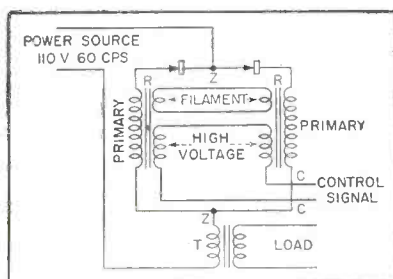 POWER SOURCE
110 V 60 CPS
Z
R
R
FILAMENT
PRIMARY
HIGH
VOLTAGE
PRIMARY
C
CONTROL
SIGNAL
C
Z
T
LOAD